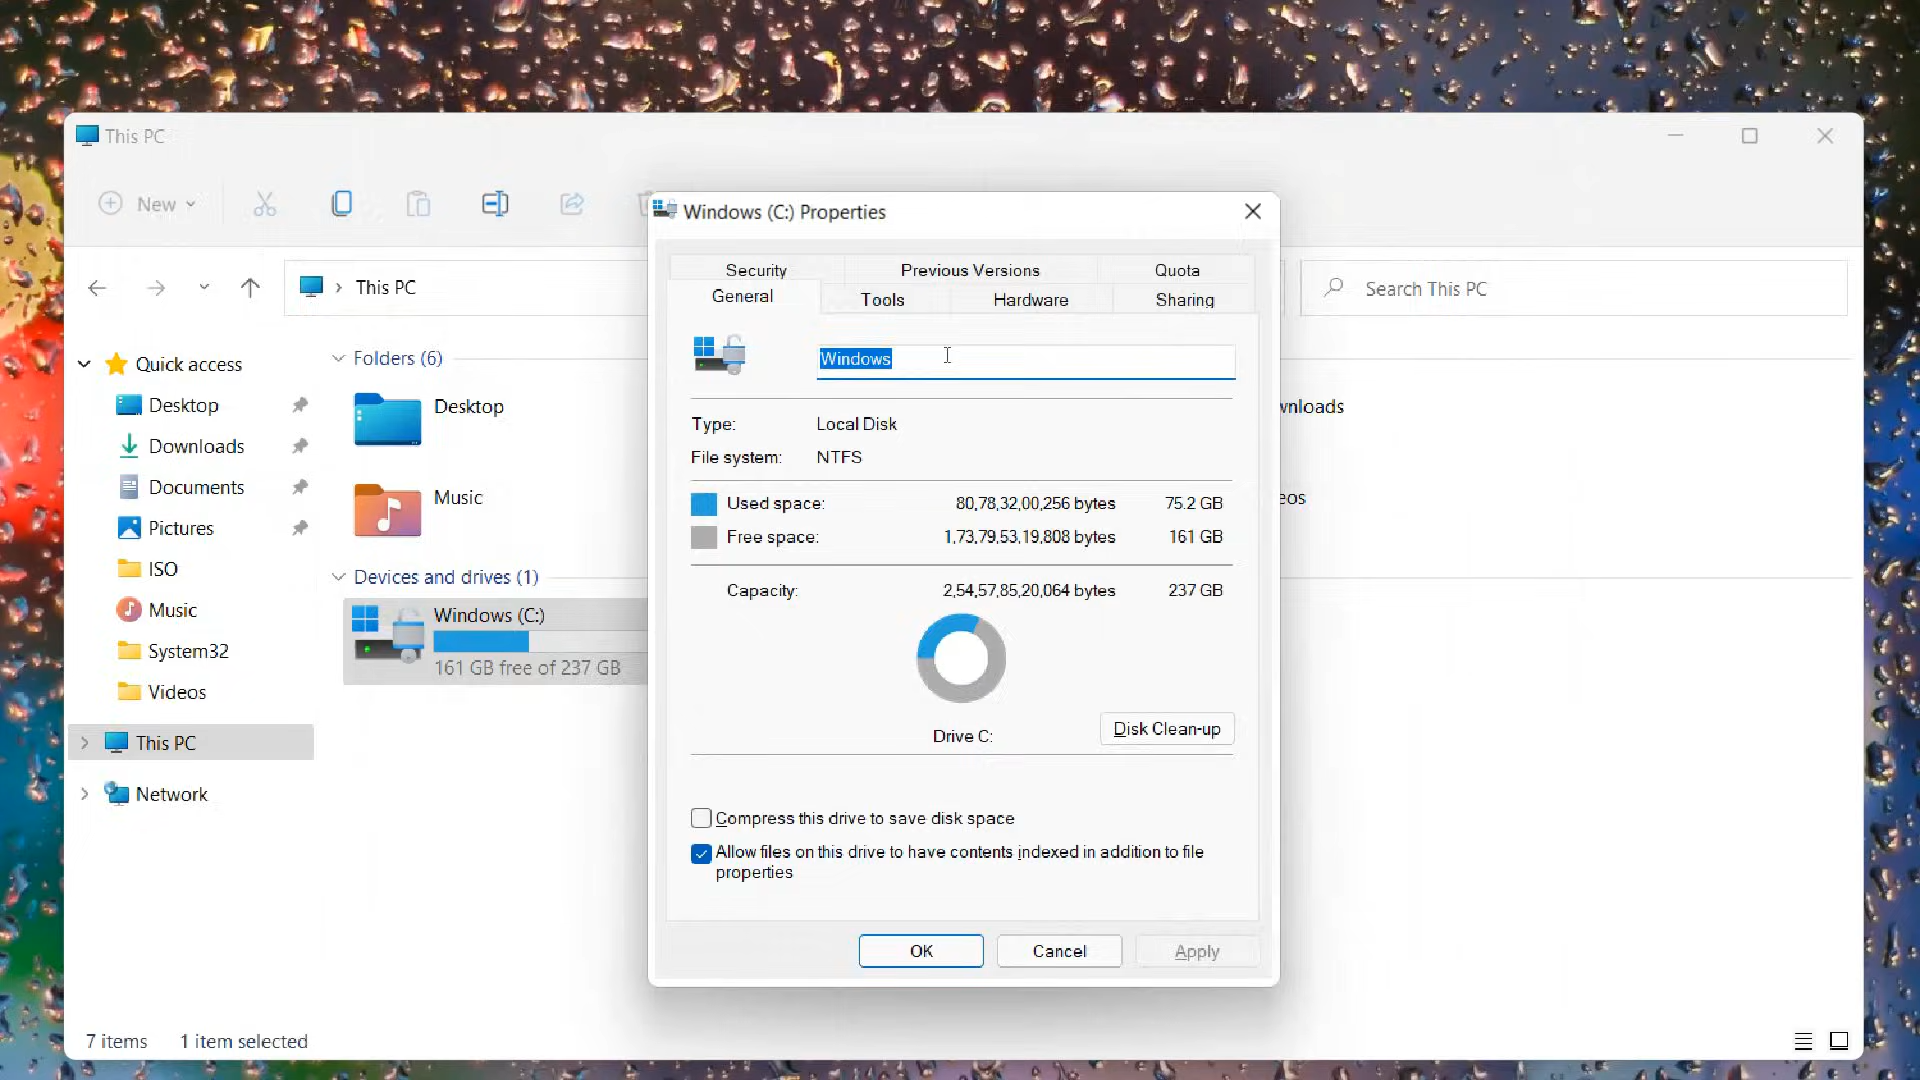 This PC
New
This PC
Search This PC
Quick access
Desktop
Downloads
Documents
Pictures
ISO
Music
System32
Videos
This PC
Network
Folders (6)
Desktop
Music
wnloads
eos
Devices and drives (1)
Windows (C:)
161 GB free of 237 GB
Windows (C:) Properties
Security Previous Versions Quota
General Tools Hardware Sharing
Windows
Type: Local Disk
File system: NTFS
Used space: 80,78,32,00,256 bytes 75.2 GB
Free space: 1,73,79,53,19,808 bytes 161 GB
Capacity: 2,54,57,85,20,064 bytes 237 GB
Drive C:
Disk Clean-up
Compress this drive to save disk space
Allow files on this drive to have contents indexed in addition to file
properties
OK Cancel Apply
7 items 1 item selected